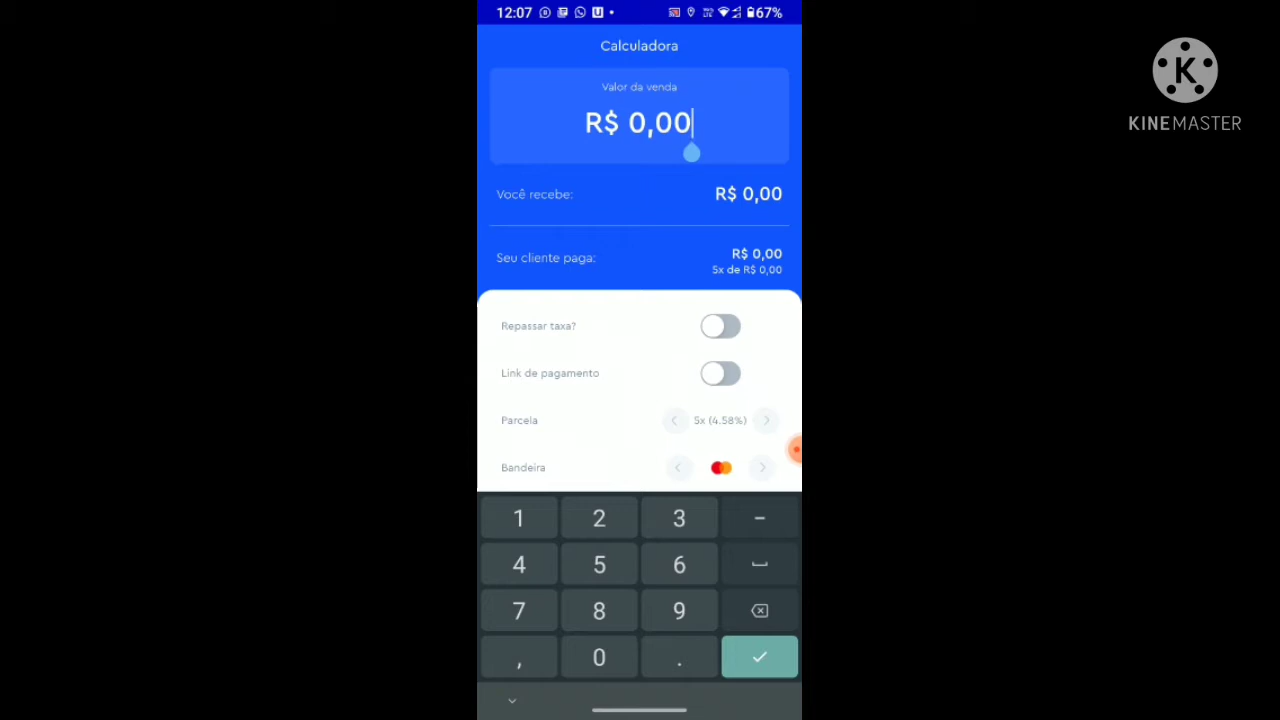 12:07 67%
Calculadora
Valor da venda
R$ 0,00
Você recebe: R$ 0,00
Seu cliente paga: R$ 0,00
5x de R$ 0,00
Repassar taxa?
Link de pagamento
Parcela 5x (4.58%)
Bandeira
1 2 3 -
4 5 6
7 8 9
, 0 .
K
KINEMASTER